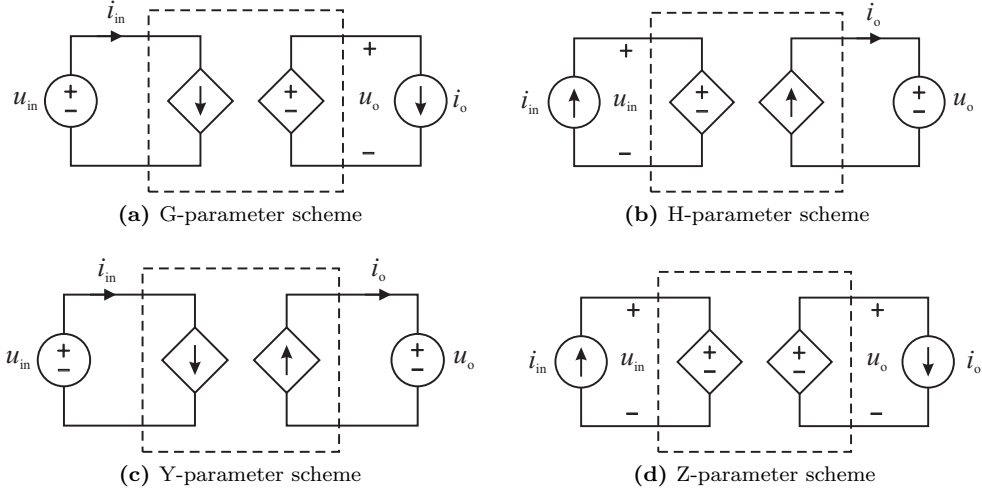 i_in
+
u_in
+
−
+
−
u_o
i_o
−
(a) G-parameter scheme
i_o
+
i_in
u_in
+
−
+
−
u_o
−
(b) H-parameter scheme
i_in
i_o
u_in
+
−
+
−
u_o
(c) Y-parameter scheme
+
+
i_in
u_in
+
−
+
−
u_o
i_o
−
−
(d) Z-parameter scheme